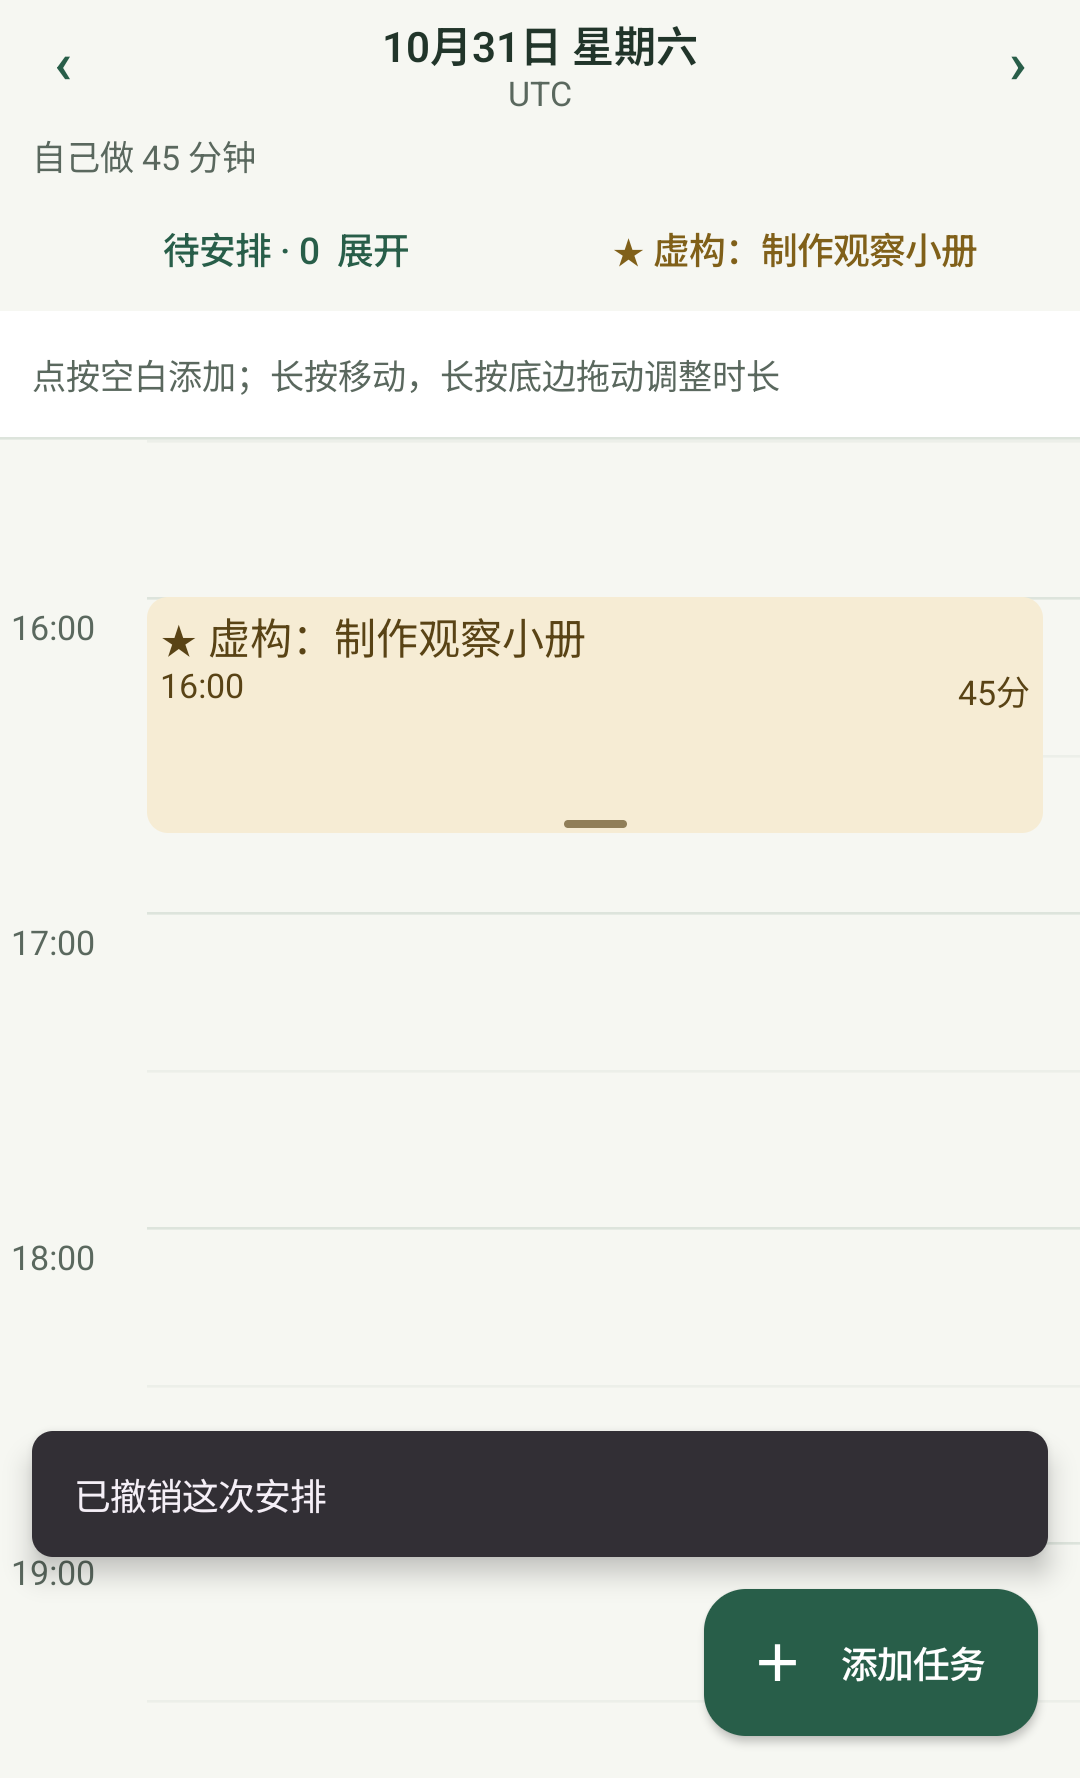 ‹
10月31日 星期六
›
UTC
自己做 45 分钟
待安排 · 0 展开
★ 虚构：制作观察小册
点按空白添加；长按移动，长按底边拖动调整时长
16:00
★ 虚构：制作观察小册
16:00
45分
17:00
18:00
已撤销这次安排
19:00
+ 添加任务